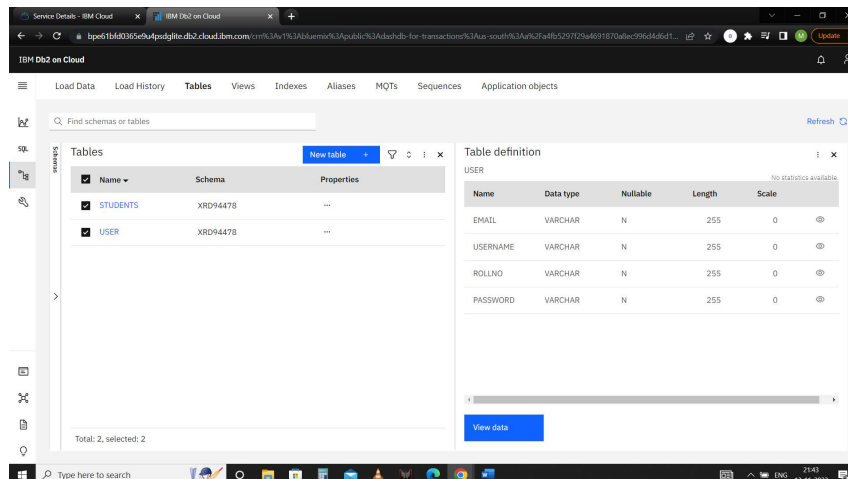 Service Details - IBM Cloud
IBM Db2 on Cloud
bpe61bfd0365e9u4psdglite.db2.cloud.ibm.com/crn%3Av1%3Abluemix%3Apublic%3Adashdb-for-transactions%3Aus-south%3Aa%2Fa4fb5297f29a4691870a8ec996d4d6d1...
Update
IBM Db2 on Cloud
Load Data Load History Tables Views Indexes Aliases MQTs Sequences Application objects
Find schemas or tables
Refresh
SQL
Schemas
Tables
New table +
Name Schema Properties
STUDENTS XRD94478 ...
USER XRD94478 ...
Total: 2, selected: 2
Table definition
USER
No statistics available.
Name Data type Nullable Length Scale
EMAIL VARCHAR N 255 0
USERNAME VARCHAR N 255 0
ROLLNO VARCHAR N 255 0
PASSWORD VARCHAR N 255 0
View data
Type here to search
ENG
21:43